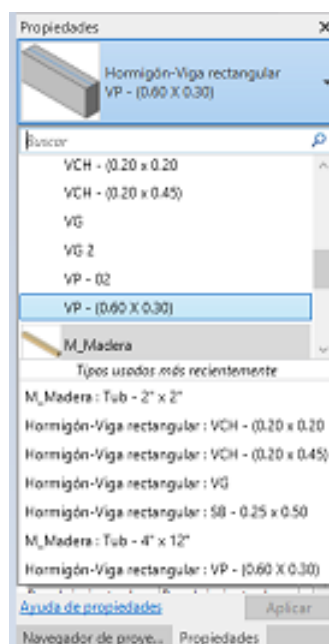 Propiedades
Hormigón-Viga rectangular
VP - (0.60 X 0.30)
Buscar
VCH - (0.20 x 0.20
VCH - (0.20 x 0.45)
VG
VG 2
VP - 02
VP - (0.60 X 0.30)
M_Madera
Tipos usados más recientemente
M_Madera : Tub - 2" x 2"
Hormigón-Viga rectangular : VCH - (0.20 x 0.20
Hormigón-Viga rectangular : VCH - (0.20 x 0.45)
Hormigón-Viga rectangular : VG
Hormigón-Viga rectangular : SB - 0.25 x 0.50
M_Madera : Tub - 4" x 12"
Hormigón-Viga rectangular : VP - (0.60 X 0.30)
Ayuda de propiedades Aplicar
Navegador de proye... Propiedades